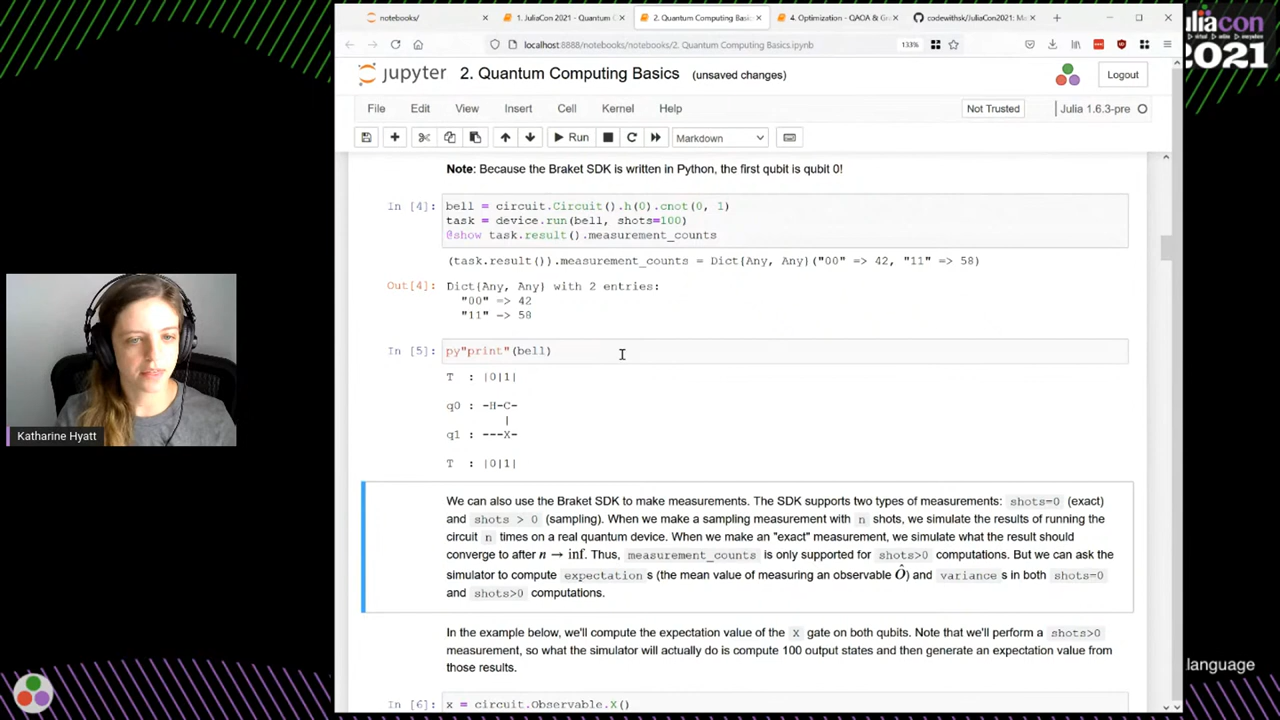 notebooks/
1. JuliaCon 2021 - Quantum C
2. Quantum Computing Basic
4. Optimization - QAOA & Gr
codewithsk/JuliaCon2021: M
localhost:8888/notebooks/notebooks/2. Quantum Computing Basics.ipynb
133%
juliacon
2021
jupyter
2. Quantum Computing Basics (unsaved changes)
Logout
File Edit View Insert Cell Kernel Help
Not Trusted
Julia 1.6.3-pre
Run
Markdown
Note: Because the Braket SDK is written in Python, the first qubit is qubit 0!
In [4]: bell = circuit.Circuit().h(0).cnot(0, 1)
task = device.run(bell, shots=100)
@show task.result().measurement_counts
(task.result()).measurement_counts = Dict{Any, Any}("00" => 42, "11" => 58)
Out[4]: Dict{Any, Any} with 2 entries:
"00" => 42
"11" => 58
In [5]: py"print"(bell)
T : |0|1|
q0 : -H-C-
|
q1 : ---X-
T : |0|1|
We can also use the Braket SDK to make measurements. The SDK supports two types of measurements: shots=0 (exact)
and shots > 0 (sampling). When we make a sampling measurement with n shots, we simulate the results of running the
circuit n times on a real quantum device. When we make an "exact" measurement, we simulate what the result should
converge to after n → inf. Thus, measurement_counts is only supported for shots>0 computations. But we can ask the
simulator to compute expectation s (the mean value of measuring an observable Ô) and variance s in both shots=0
and shots>0 computations.
In the example below, we'll compute the expectation value of the X gate on both qubits. Note that we'll perform a shots>0
measurement, so what the simulator will actually do is compute 100 output states and then generate an expectation value from
those results.
In [6]: x = circuit.Observable.X()
Katharine Hyatt
language